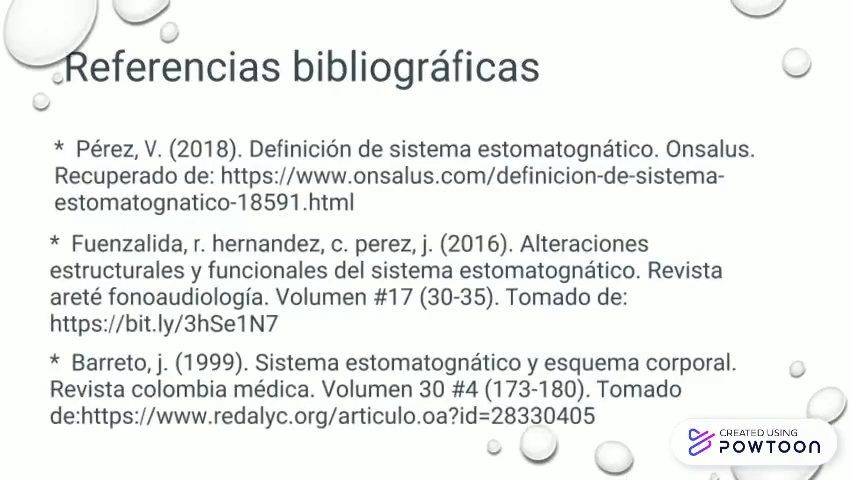 Referencias bibliográficas
* Pérez, V. (2018). Definición de sistema estomatognático. Onsalus.
Recuperado de: https://www.onsalus.com/definicion-de-sistema-
estomatognatico-18591.html
* Fuenzalida, r. hernandez, c. perez, j. (2016). Alteraciones
estructurales y funcionales del sistema estomatognático. Revista
areté fonoaudiología. Volumen #17 (30-35). Tomado de:
https://bit.ly/3hSe1N7
* Barreto, j. (1999). Sistema estomatognático y esquema corporal.
Revista colombia médica. Volumen 30 #4 (173-180). Tomado
de:https://www.redalyc.org/articulo.oa?id=28330405
CREATED USING
POWTOON